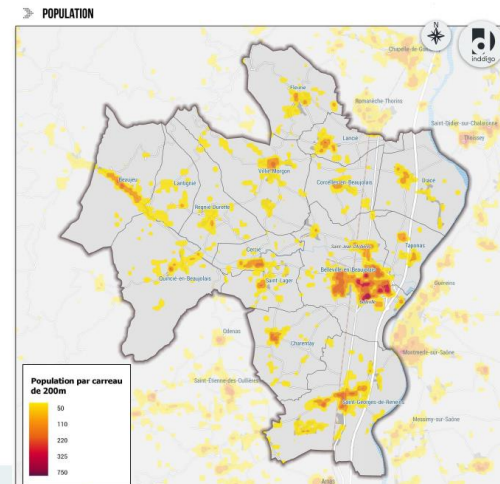 POPULATION
N
inddigo
Chapelle de Gu
Fleurie
Romanèche-Thorins
Saint-Didier-sur-Chalaronne
Thoissey
Lancié
Villié-Morgon
Beaujeu
Lantignié
Corcelles-en-Beaujolais
Dracé
Régnié-Durette
Cercié
Saint-Jean-d'Ardières
Taponas
Belleville-en-Beaujolais
Quincié-en-Beaujolais
Saint-Lager
Guereins
Odenas
Charentay
Montmerle-sur-Saône
Saint-Étienne-des-Oullières
Saint-Georges-de-Reneins
Messimy-sur-Saône
Arnas
Population par carreau
de 200m
50
110
220
325
750